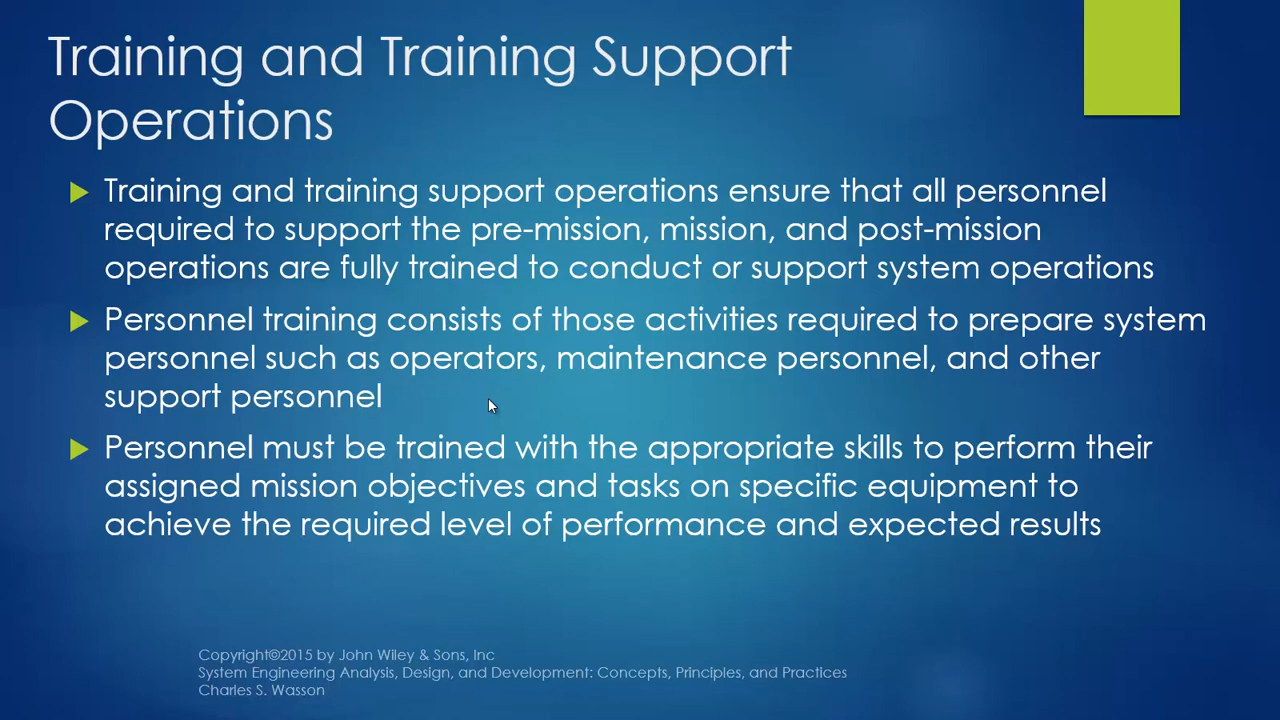 Training and Training Support
Operations
Training and training support operations ensure that all personnel
required to support the pre-mission, mission, and post-mission
operations are fully trained to conduct or support system operations
Personnel training consists of those activities required to prepare system
personnel such as operators, maintenance personnel, and other
support personnel
Personnel must be trained with the appropriate skills to perform their
assigned mission objectives and tasks on specific equipment to
achieve the required level of performance and expected results
Copyright©2015 by John Wiley & Sons, Inc
System Engineering Analysis, Design, and Development: Concepts, Principles, and Practices
Charles S. Wasson